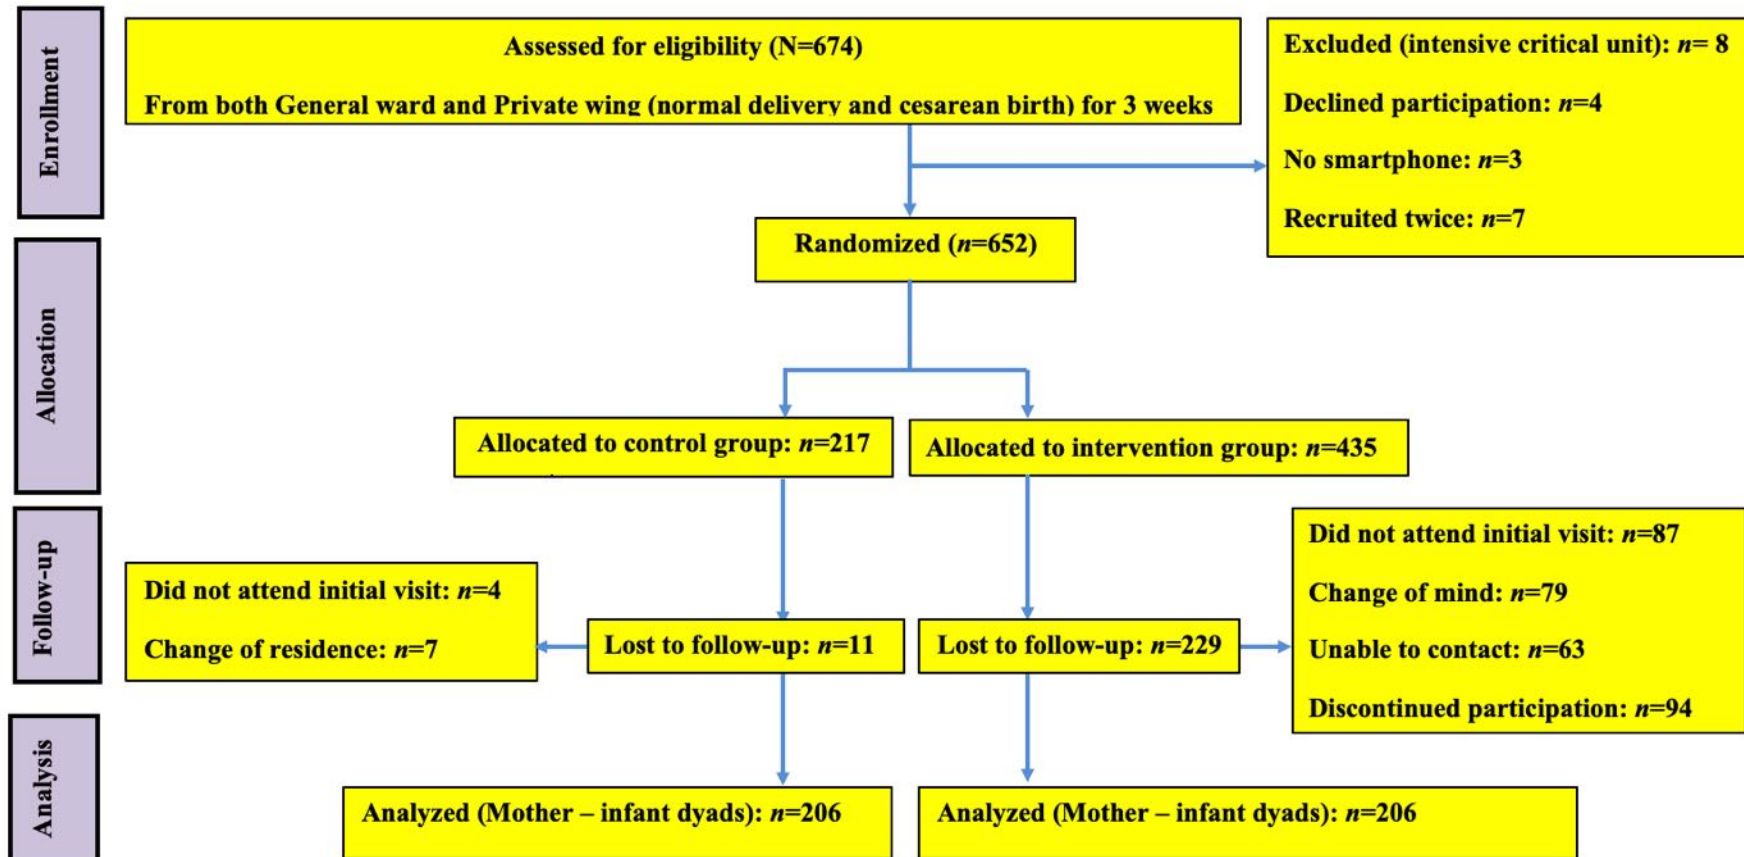 Enrollment
Assessed for eligibility (N=674)
From both General ward and Private wing (normal delivery and cesarean birth) for 3 weeks
Excluded (intensive critical unit): n= 8
Declined participation: n=4
No smartphone: n=3
Recruited twice: n=7
Randomized (n=652)
Allocation
Allocated to control group: n=217
Allocated to intervention group: n=435
Follow-up
Did not attend initial visit: n=4
Change of residence: n=7
Lost to follow-up: n=11
Lost to follow-up: n=229
Did not attend initial visit: n=87
Change of mind: n=79
Unable to contact: n=63
Discontinued participation: n=94
Analysis
Analyzed (Mother – infant dyads): n=206
Analyzed (Mother – infant dyads): n=206